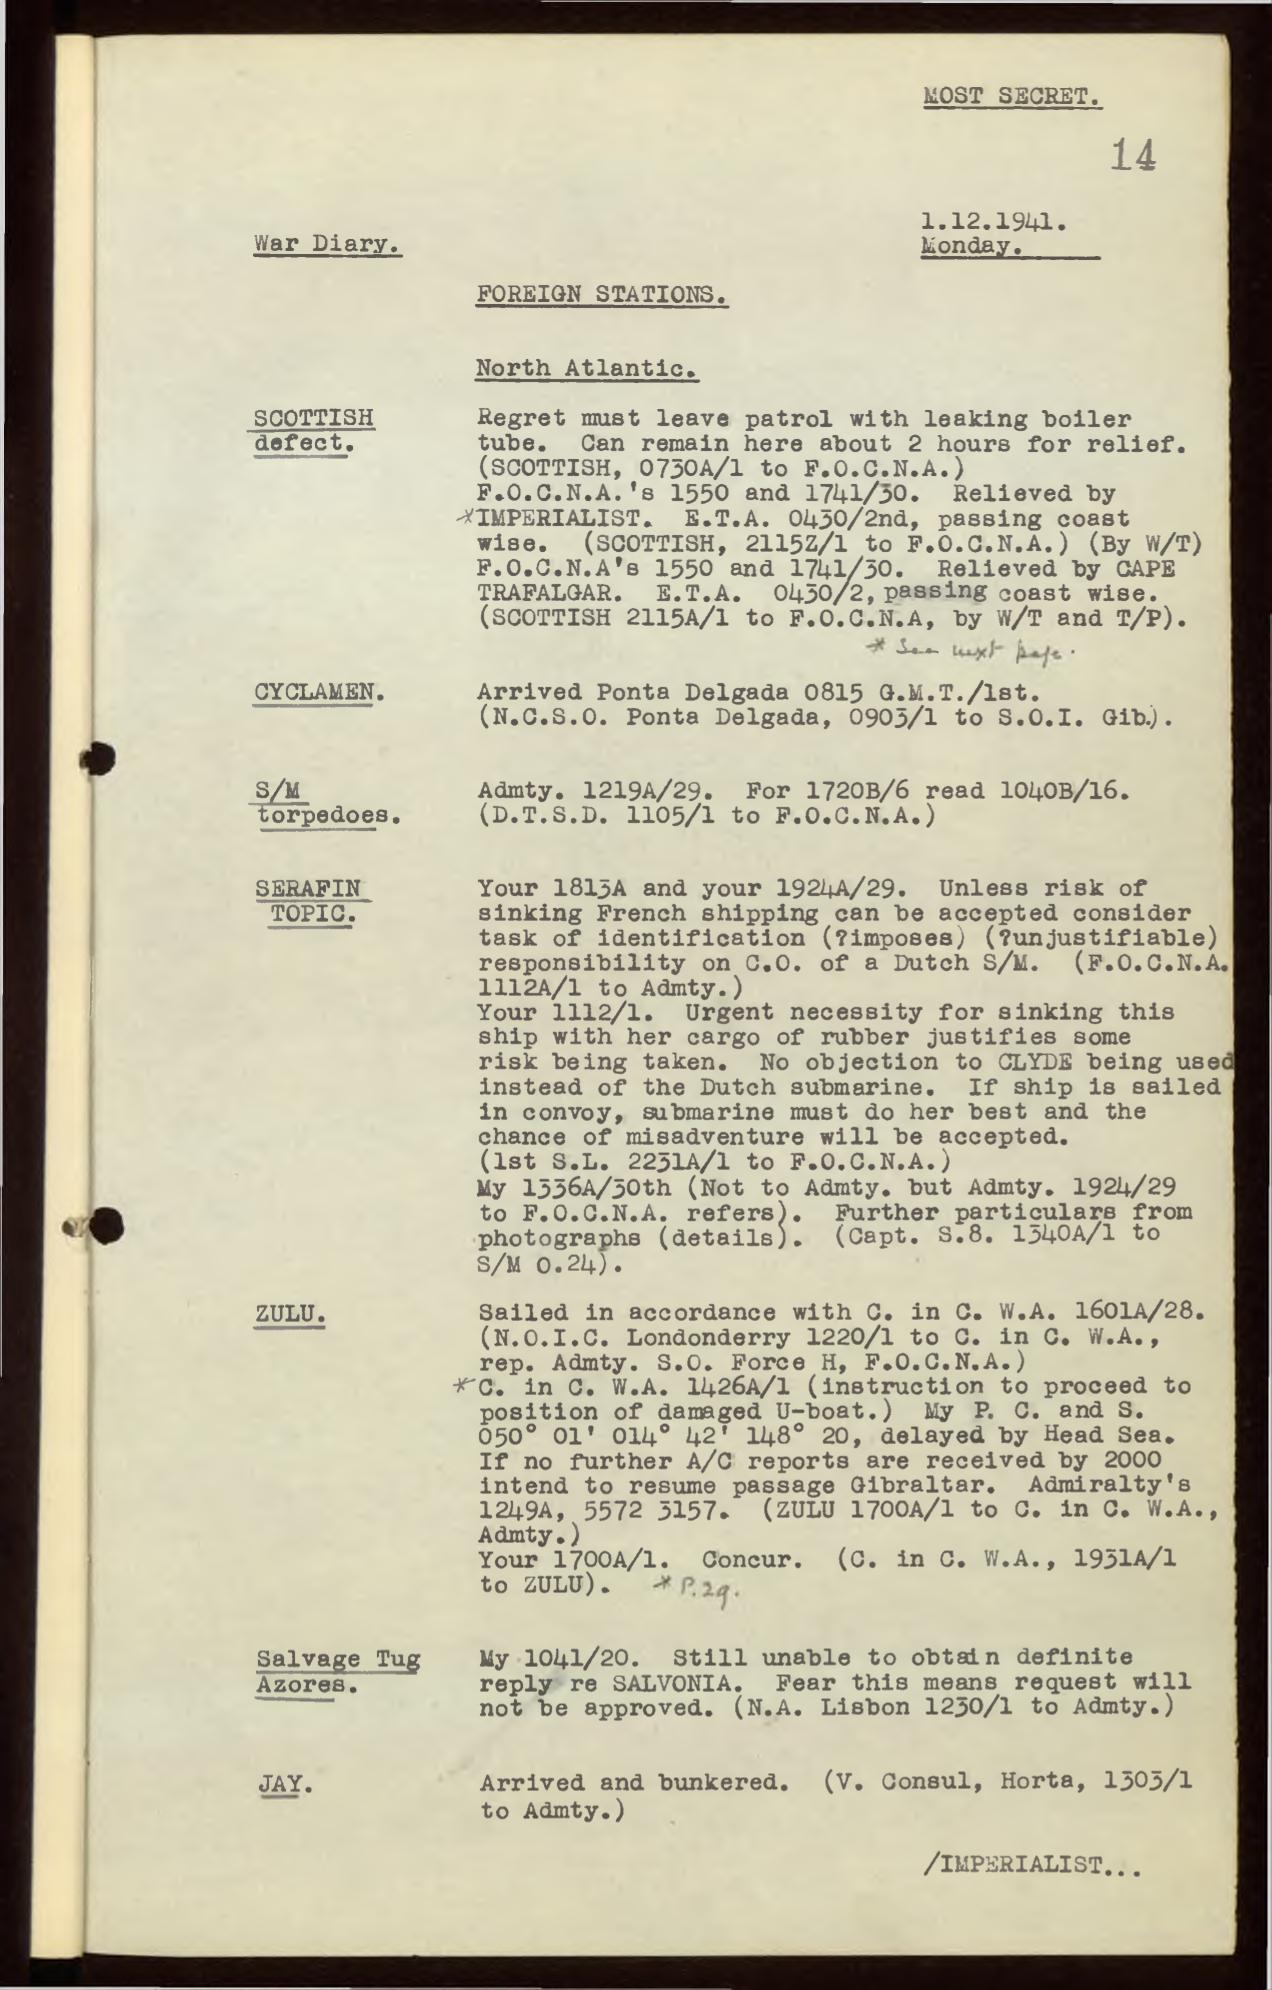 MOST SECRET.
14
1.12.1941.
War Diary.
Monday.
FOREIGN STATIONS.
North Atlantic.
SCOTTISH
defect.
Regret must leave patrol with leaking boiler
tube. Can remain here about 2 hours for relief.
(SCOTTISH, 0730A/1 to F.O.C.N.A.)
F.O.C.N.A.'s 1550 and 1741/30. Relieved by
*IMPERIALIST. E.T.A. 0430/2nd, passing coast
wise. (SCOTTISH, 2115Z/1 to F.O.C.N.A.) (By W/T)
F.O.C.N.A's 1550 and 1741/30. Relieved by CAPE
TRAFALGAR. E.T.A. 0430/2, passing coast wise.
(SCOTTISH 2115A/1 to F.O.C.N.A, by W/T and T/P).
* See next page.
CYCLAMEN.
Arrived Ponta Delgada 0815 G.M.T./1st.
(N.C.S.O. Ponta Delgada, 0903/1 to S.O.I. Gib.).
S/M
torpedoes.
Admty. 1219A/29. For 1720B/6 read 1040B/16.
(D.T.S.D. 1105/1 to F.O.C.N.A.)
SERAFIN
TOPIC.
Your 1813A and your 1924A/29. Unless risk of
sinking French shipping can be accepted consider
task of identification (?imposes) (?unjustifiable)
responsibility on C.O. of a Dutch S/M. (F.O.C.N.A.
1112A/1 to Admty.)
Your 1112/1. Urgent necessity for sinking this
ship with her cargo of rubber justifies some
risk being taken. No objection to CLYDE being used
instead of the Dutch submarine. If ship is sailed
in convoy, submarine must do her best and the
chance of misadventure will be accepted.
(1st S.L. 2231A/1 to F.O.C.N.A.)
My 1336A/30th (Not to Admty. but Admty. 1924/29
to F.O.C.N.A. refers). Further particulars from
photographs (details). (Capt. S.8. 1340A/1 to
S/M O.24).
ZULU.
Sailed in accordance with C. in C. W.A. 1601A/28.
(N.O.I.C. Londonderry 1220/1 to C. in C. W.A.,
rep. Admty. S.O. Force H, F.O.C.N.A.)
*C. in C. W.A. 1426A/1 (instruction to proceed to
position of damaged U-boat.) My P. C. and S.
050° 01' 014° 42' 148° 20, delayed by Head Sea.
If no further A/C reports are received by 2000
intend to resume passage Gibraltar. Admiralty's
1249A, 5572 3157. (ZULU 1700A/1 to C. in C. W.A.,
Admty.)
Your 1700A/1. Concur. (C. in C. W.A., 1931A/1
to ZULU). * P.29.
Salvage Tug
Azores.
My 1041/20. Still unable to obtain definite
reply re SALVONIA. Fear this means request will
not be approved. (N.A. Lisbon 1230/1 to Admty.)
JAY.
Arrived and bunkered. (V. Consul, Horta, 1303/1
to Admty.)
/IMPERIALIST...